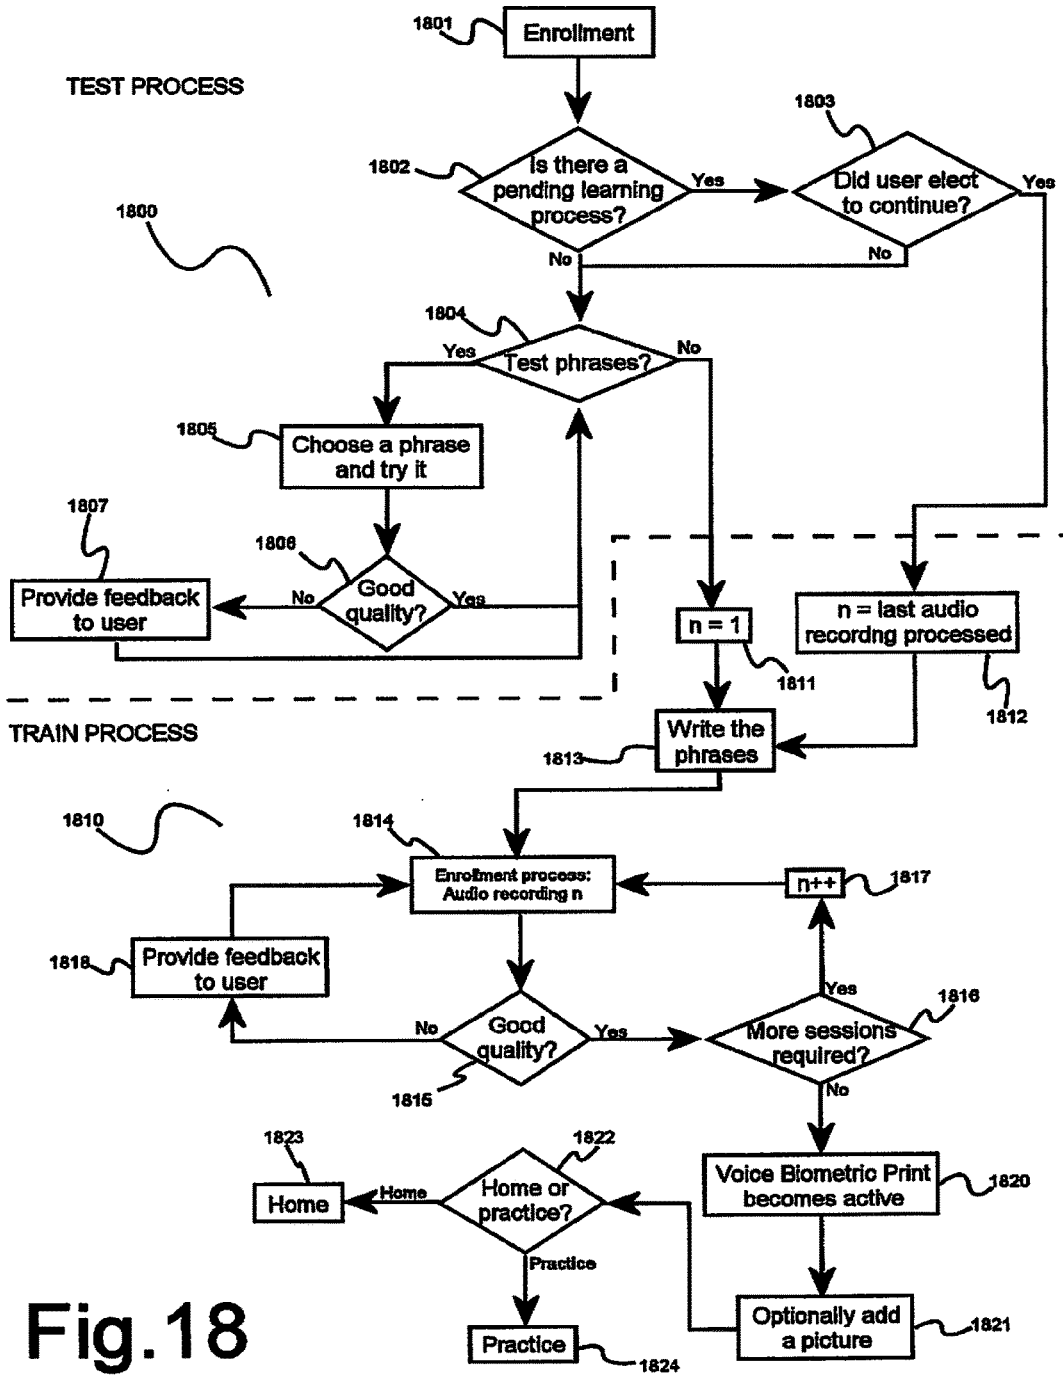 1801
Enrollment
TEST PROCESS
1803
1802
Is there a
pending learning
process?
Yes
Did user elect
to continue?
Yes
1800
No
No
1804
Yes
Test phrases?
No
1805
Choose a phrase
and try it
1807
1806
Provide feedback
to user
No
Good
quality?
Yes
n = 1
n = last audio
recordng processed
1811
1812
TRAIN PROCESS
Write the
phrases
1813
1810
1814
Enrollment process:
Audio recording n
n++
1817
1818
Provide feedback
to user
No
Good
quality?
Yes
Yes
1816
More sessions
required?
No
1815
1823
1822
Home
Home
Home or
practice?
Voice Biometric Print
becomes active
1820
Practice
Optionally add
a picture
1821
Practice
1824
Fig.18